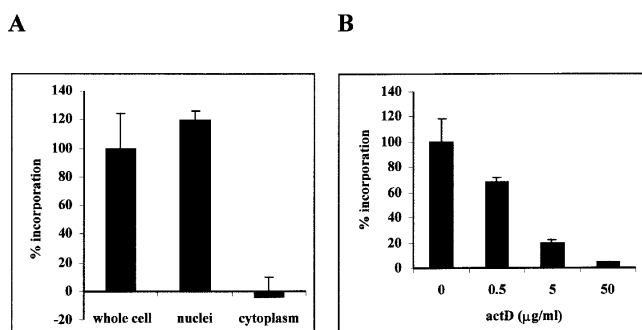 A
140
120
100
80
60
40
20
0
-20
% incorporation
whole cell nuclei cytoplasm
B
140
120
100
80
60
40
20
0
% incorporation
0 0.5 5 50
actD (μg/ml)